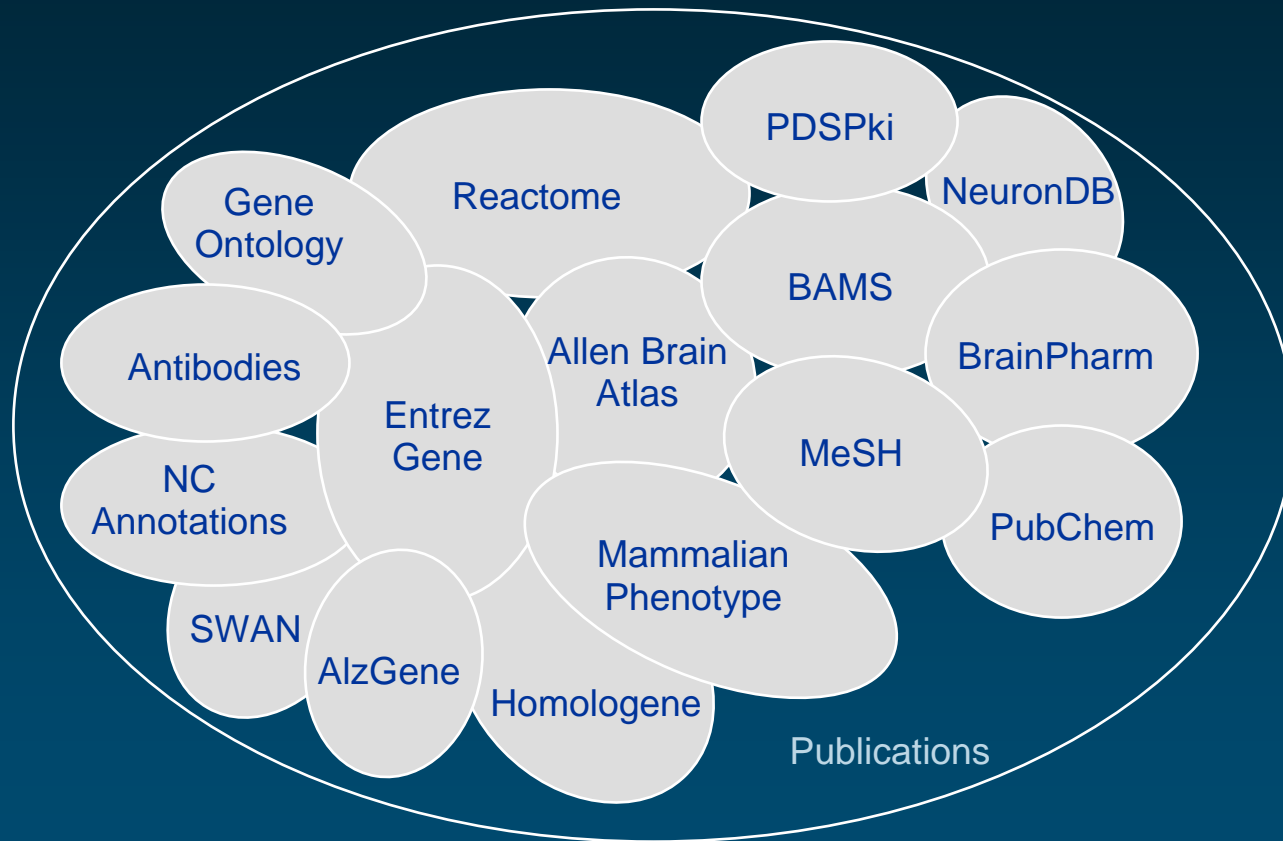 PDSPki
Reactome
NeuronDB
Gene
Ontology
BAMS
Allen Brain
Atlas
BrainPharm
Antibodies
Entrez
Gene
MeSH
NC
Annotations
PubChem
Mammalian
Phenotype
SWAN
AlzGene
Homologene
Publications